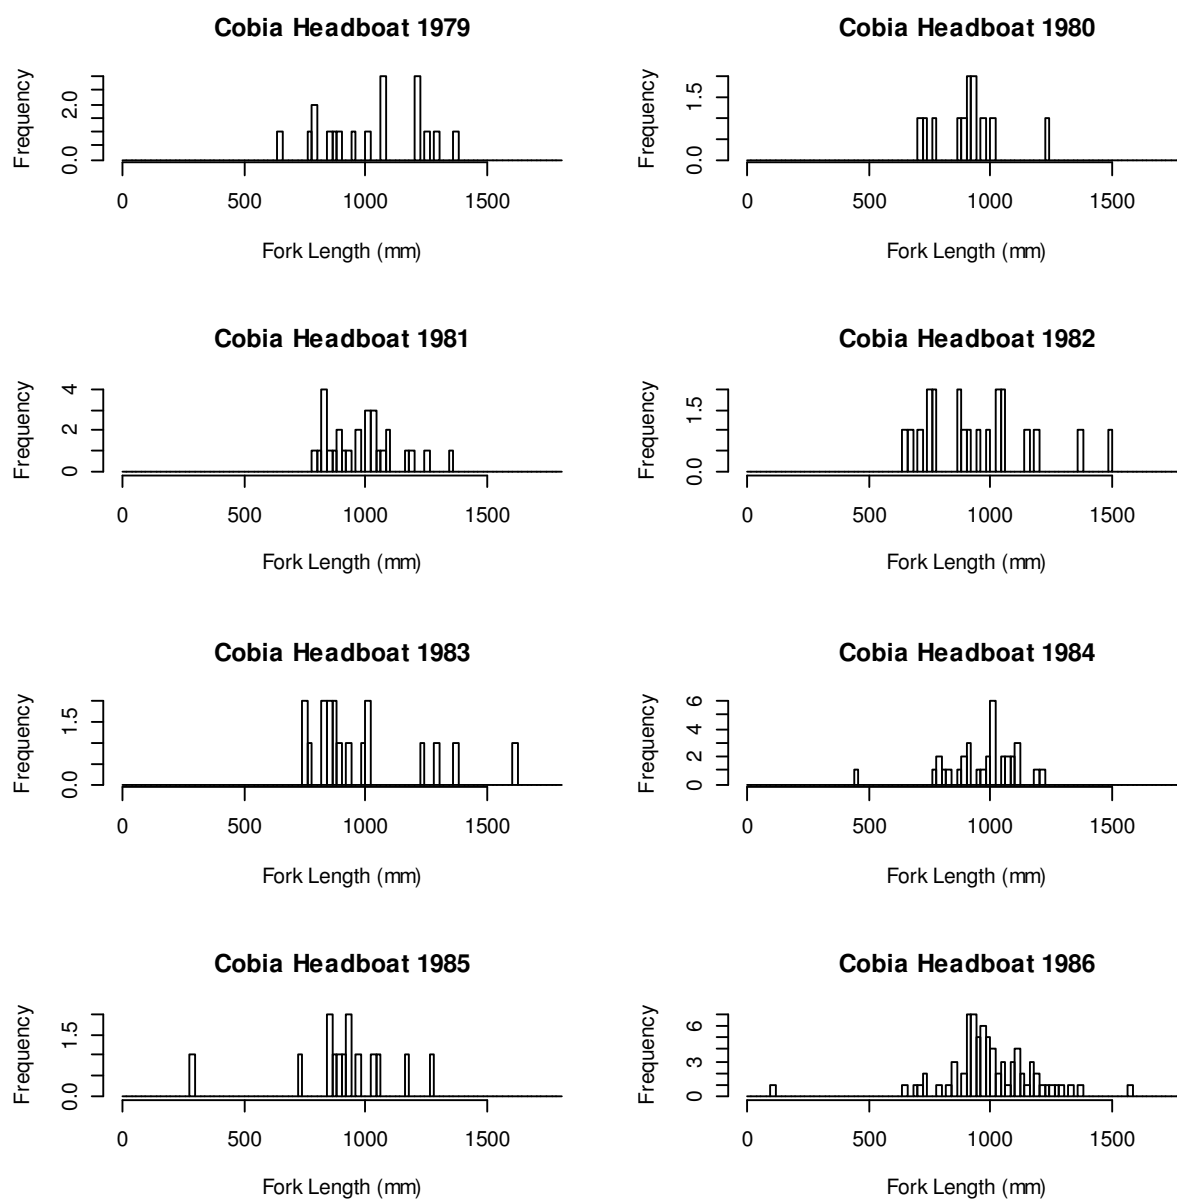 Cobia Headboat 1979
Frequency
0.0 2.0
0 500 1000 1500
Fork Length (mm)
Cobia Headboat 1980
Frequency
0.0 1.5
0 500 1000 1500
Fork Length (mm)
Cobia Headboat 1981
Frequency
0 2 4
0 500 1000 1500
Fork Length (mm)
Cobia Headboat 1982
Frequency
0.0 1.5
0 500 1000 1500
Fork Length (mm)
Cobia Headboat 1983
Frequency
0.0 1.5
0 500 1000 1500
Fork Length (mm)
Cobia Headboat 1984
Frequency
0 2 4 6
0 500 1000 1500
Fork Length (mm)
Cobia Headboat 1985
Frequency
0.0 1.5
0 500 1000 1500
Fork Length (mm)
Cobia Headboat 1986
Frequency
0 3 6
0 500 1000 1500
Fork Length (mm)